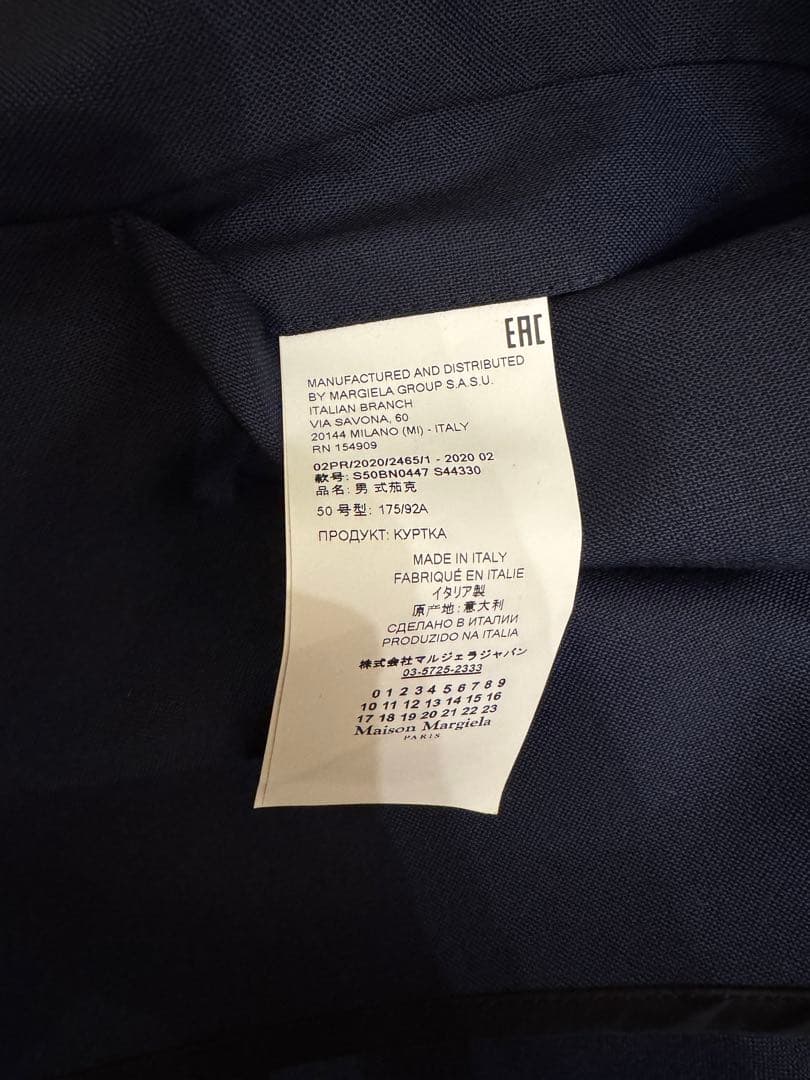 EAC
MANUFACTURED AND DISTRIBUTED
BY MARGIELA GROUP S.A.S.U.
ITALIAN BRANCH
VIA SAVONA, 60
20144 MILANO (MI) - ITALY
RN 154909
02PR/2020/2465/1 - 2020 02
款号: S50BN0447 S44330
品名: 男 式茄克
50 号型: 175/92A
ПРОДУКТ: КУРТКА
MADE IN ITALY
FABRIQUÉ EN ITALIE
イタリア製
原产地: 意大利
СДЕЛАНО В ИТАЛИИ
PRODUZIDO NA ITALIA
株式会社マルジェラジャパン
03-5725-2333
0 1 2 3 4 5 6 7 8 9
10 11 12 13 14 15 16
17 18 19 20 21 22 23
Maison Margiela
PARIS